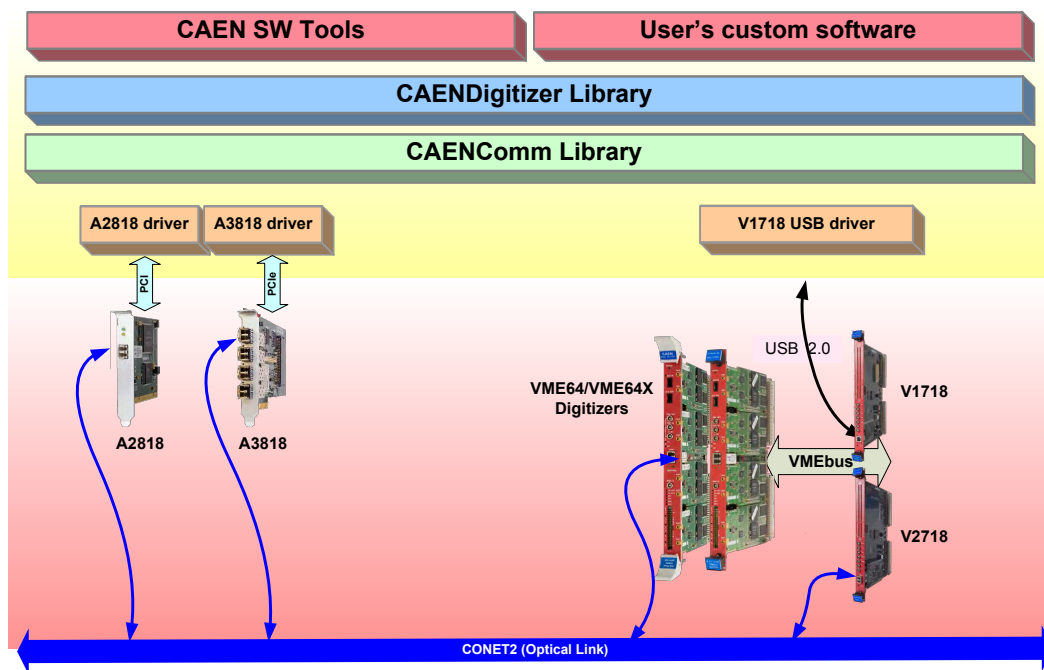 CAEN SW Tools
User's custom software
CAENDigitizer Library
CAENComm Library
A2818 driver
A3818 driver
V1718 USB driver
PCI
PCIe
USB 2.0
VME64/VME64X
Digitizers
V1718
A2818
A3818
VMEbus
V2718
CONET2 (Optical Link)